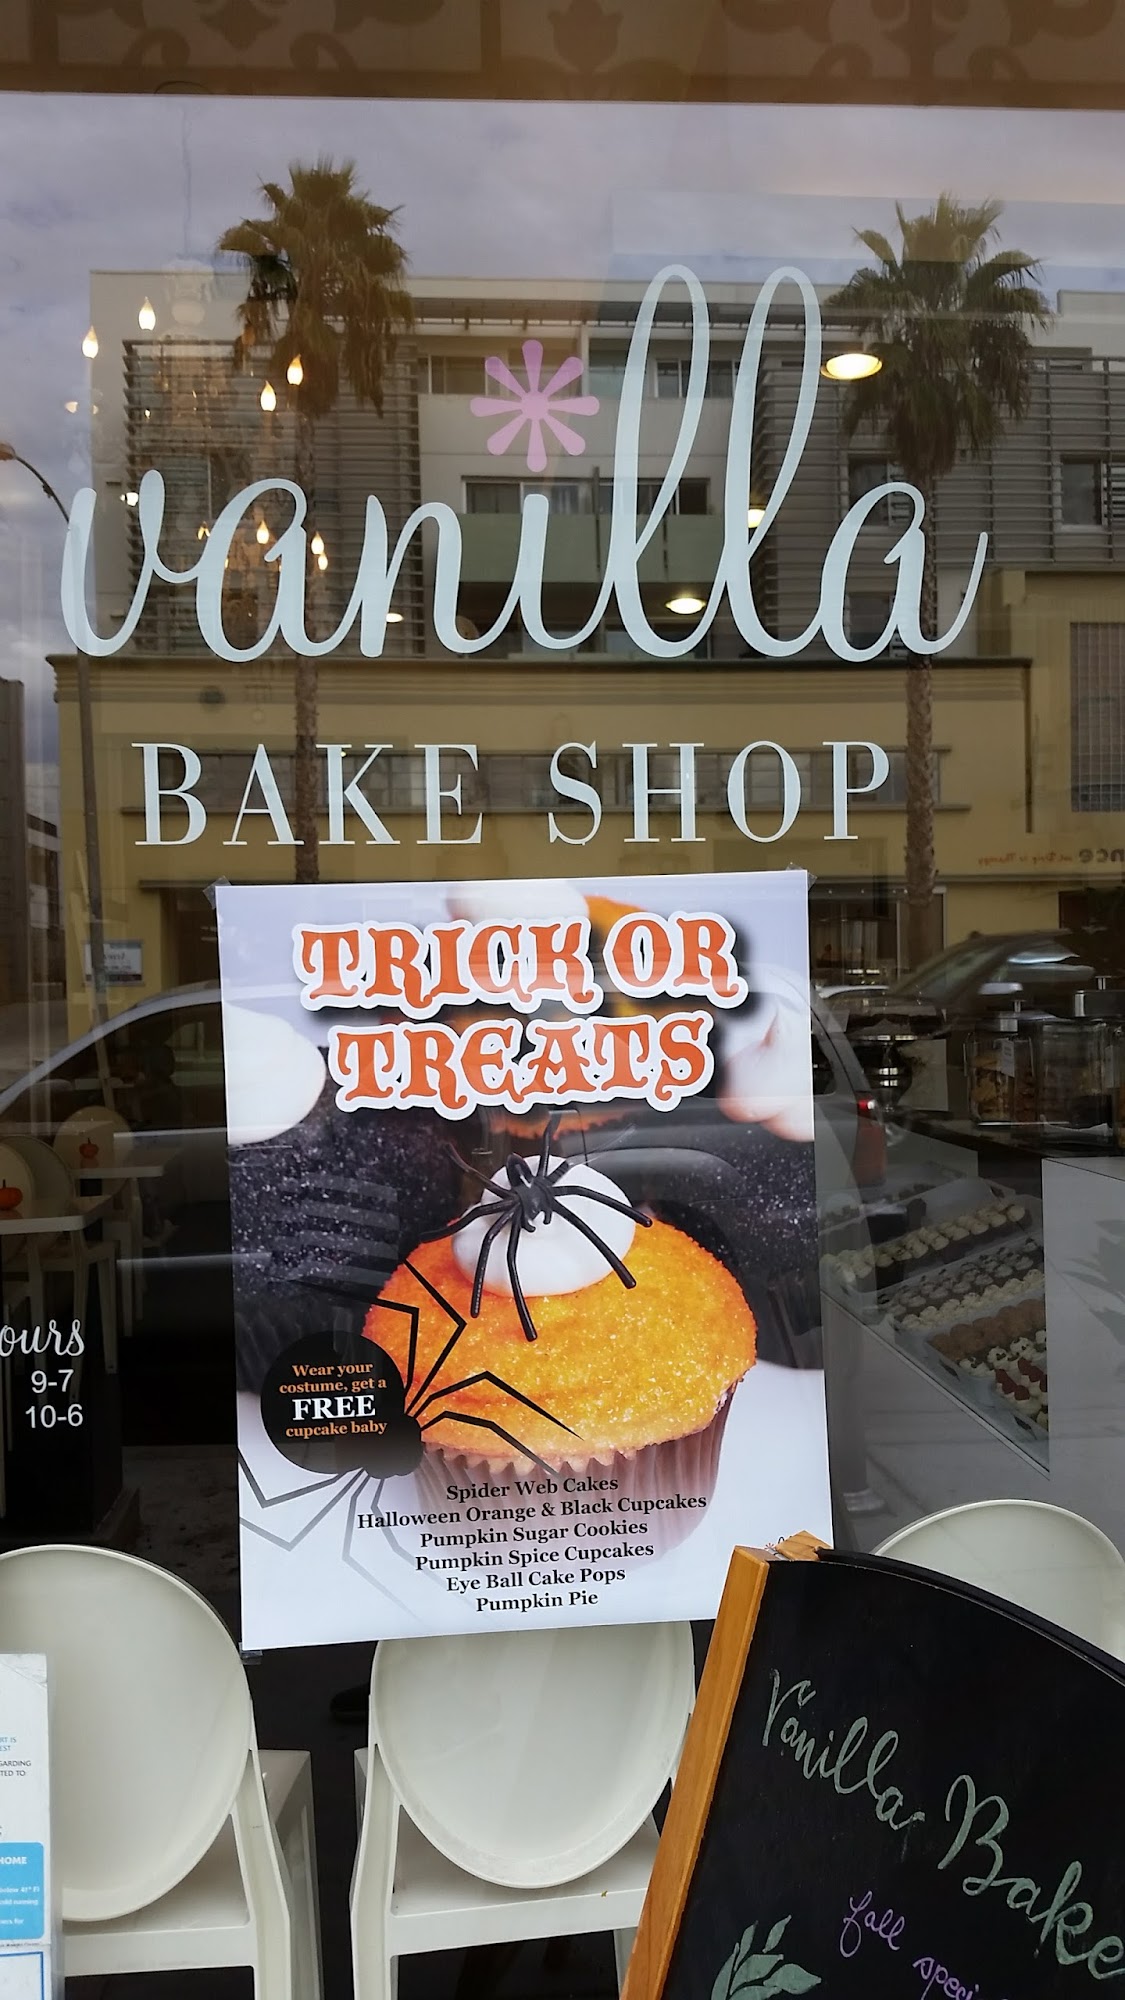 vanilla
BAKE SHOP
TRICK OR
TREATS
Wear your
costume, get a
FREE
cupcake baby
ours
9-7
10-6
Spider Web Cakes
Halloween Orange & Black Cupcakes
Pumpkin Sugar Cookies
Pumpkin Spice Cupcakes
Eye Ball Cake Pops
Pumpkin Pie
Vanilla Bake
fall speci
HOME